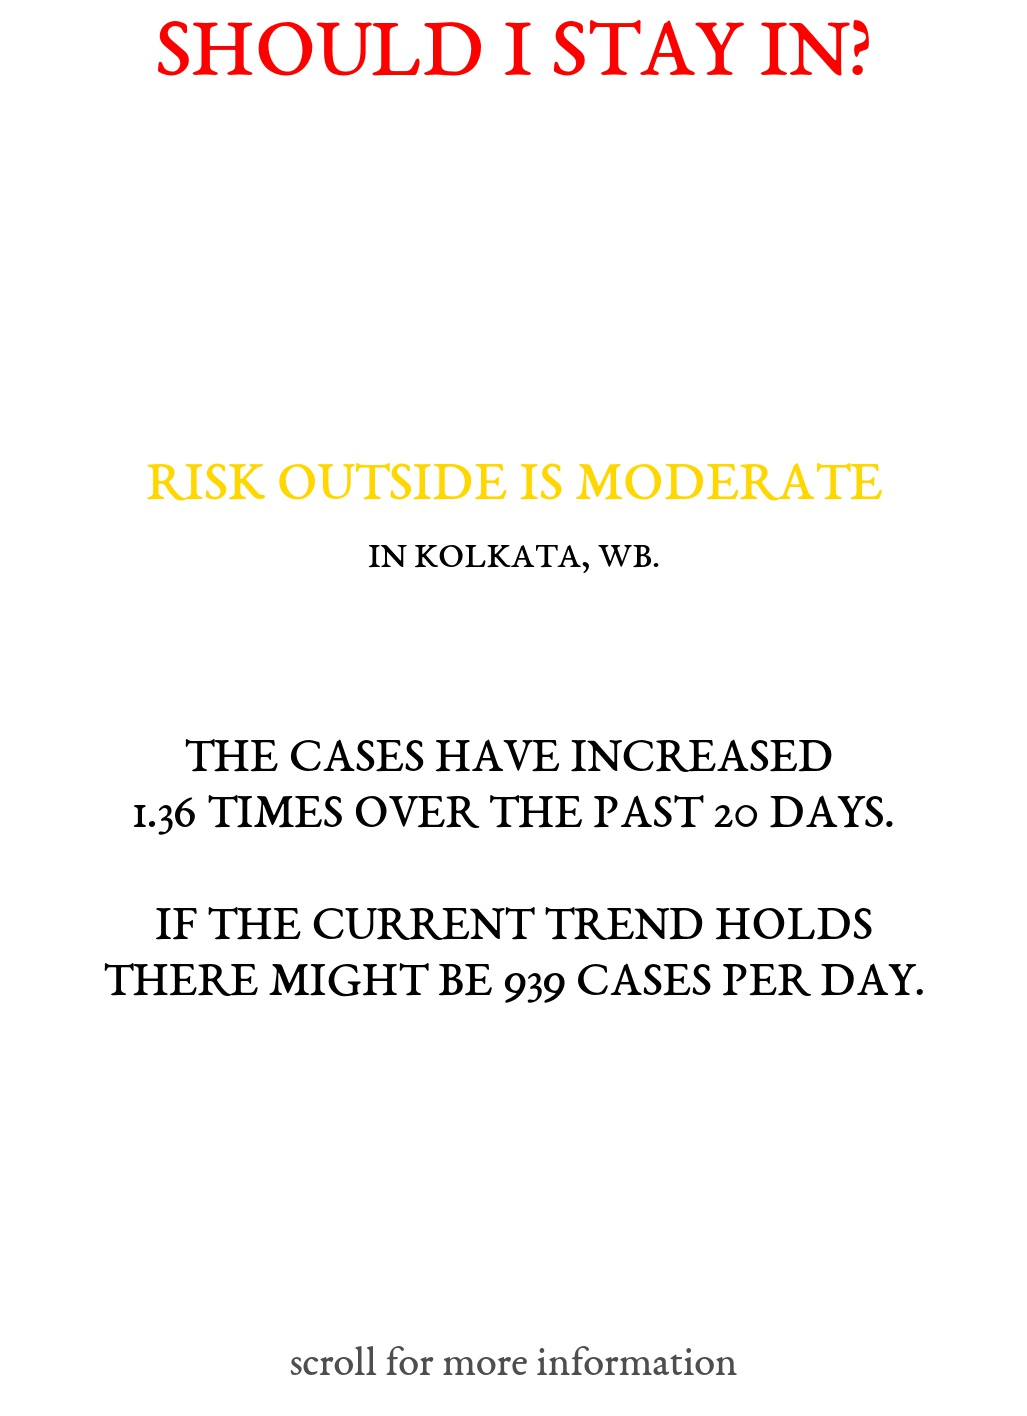 SHOULD I STAY IN?
RISK OUTSIDE IS MODERATE
IN KOLKATA, WB.
THE CASES HAVE INCREASED
1.36 TIMES OVER THE PAST 20 DAYS.
IF THE CURRENT TREND HOLDS
THERE MIGHT BE 939 CASES PER DAY.
scroll for more information